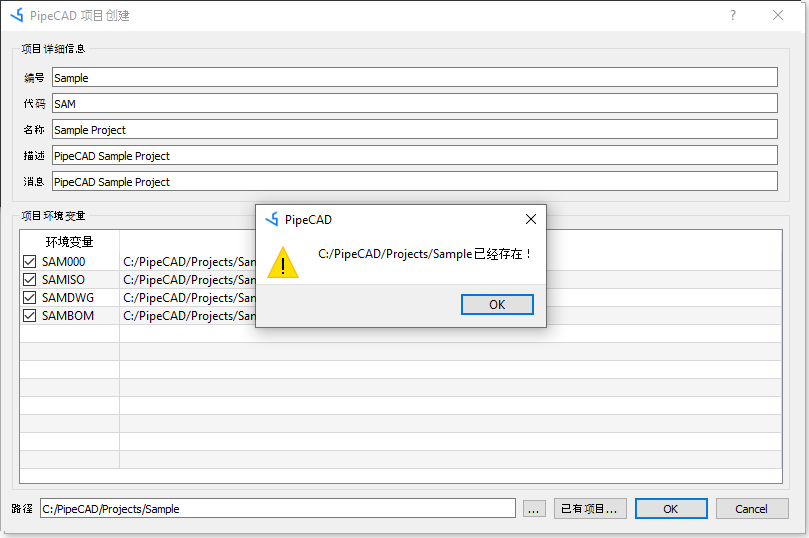 PipeCAD 项目创建
项目详细信息
编号 Sample
代码 SAM
名称 Sample Project
描述 PipeCAD Sample Project
消息 PipeCAD Sample Project
项目环境变量
PipeCAD
C:/PipeCAD/Projects/Sample已经存在！
OK
环境变量
SAM000 C:/PipeCAD/Projects/Sam
SAMISO C:/PipeCAD/Projects/Sam
SAMDWG C:/PipeCAD/Projects/Sam
SAMBOM C:/PipeCAD/Projects/Sam
路径 C:/PipeCAD/Projects/Sample ... 已有项目... OK Cancel